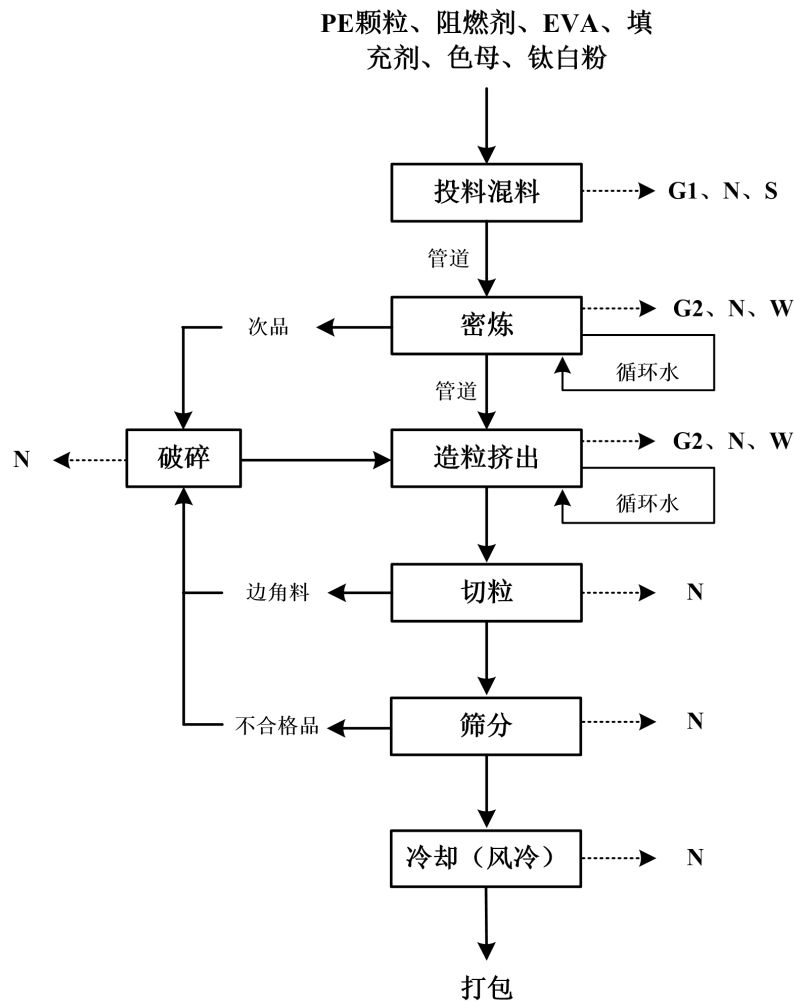 PE颗粒、阻燃剂、EVA、填
充剂、色母、钛白粉
投料混料
G1、N、S
管道
密炼
G2、N、W
次品
循环水
管道
N
破碎
造粒挤出
G2、N、W
循环水
边角料
切粒
N
不合格品
筛分
N
冷却（风冷）
N
打包